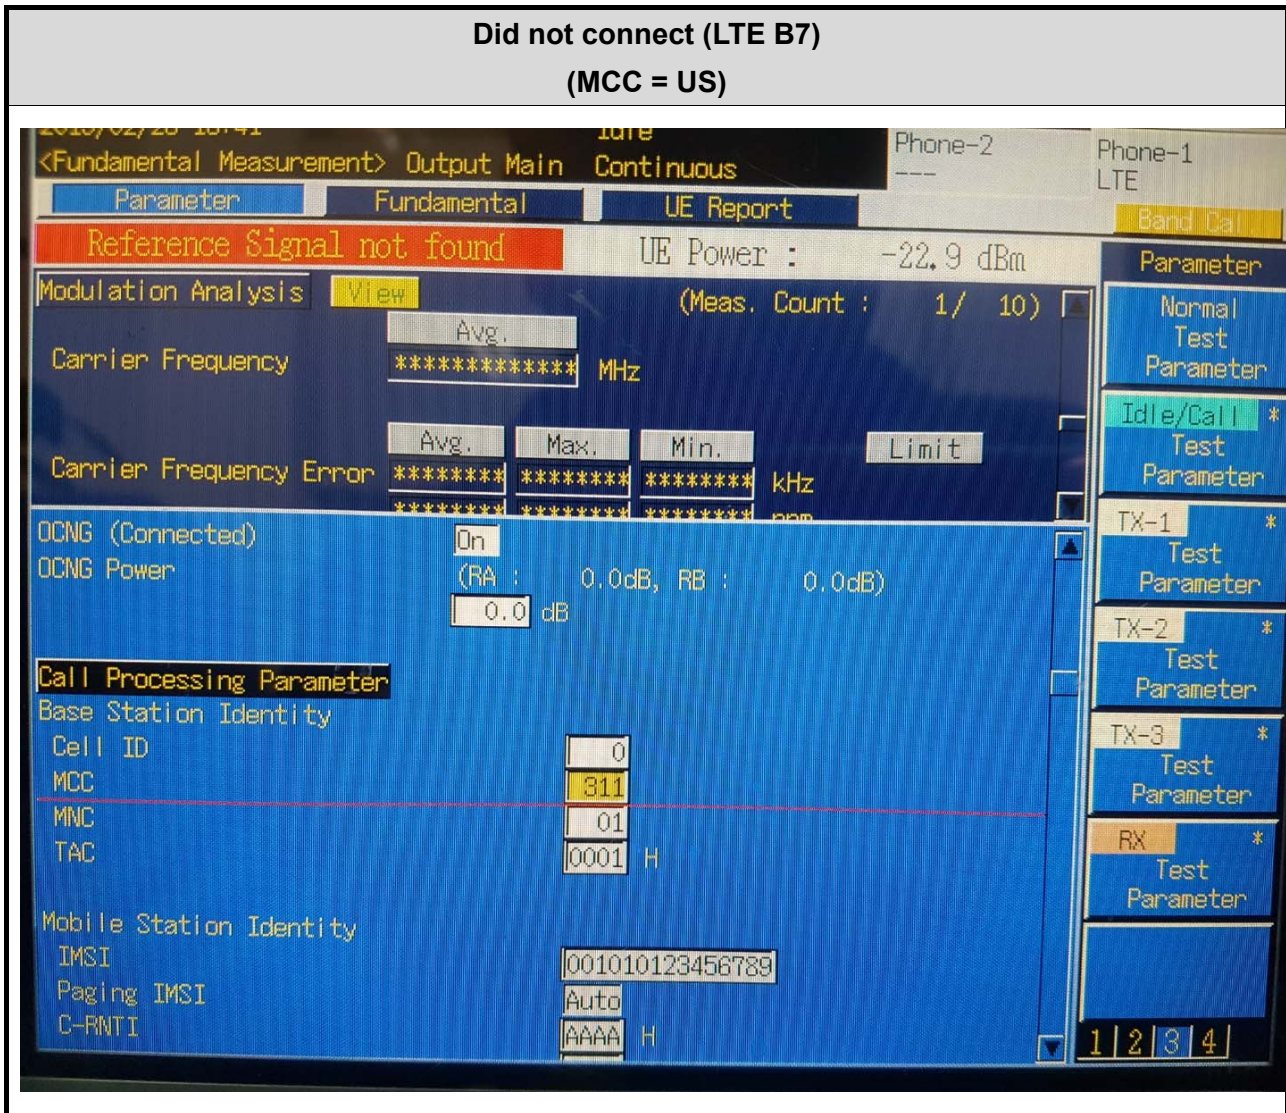 Did not connect (LTE B7)
(MCC = US)
Idle
<Fundamental Measurement> Output Main Continuous
Phone-2
---
Phone-1
LTE
Parameter Fundamental UE Report
Band Cal.
Reference Signal not found UE Power : -22.9 dBm
Parameter
Modulation Analysis View (Meas. Count : 1/ 10)
Avg.
Carrier Frequency ************* MHz
Avg. Max. Min. Limit
Carrier Frequency Error ******** ******** ******** kHz
******** ******** ******** ppm
OCNG (Connected) On
OCNG Power (RA : 0.0dB, RB : 0.0dB)
0.0 dB
Call Processing Parameter
Base Station Identity
Cell ID 0
MCC 311
MNC 01
TAC 0001 H
Mobile Station Identity
IMSI 001010123456789
Paging IMSI Auto
C-RNTI AAAA H
Normal
Test
Parameter
Idle/Call *
Test
Parameter
TX-1 *
Test
Parameter
TX-2 *
Test
Parameter
TX-3 *
Test
Parameter
RX *
Test
Parameter
1 2 3 4